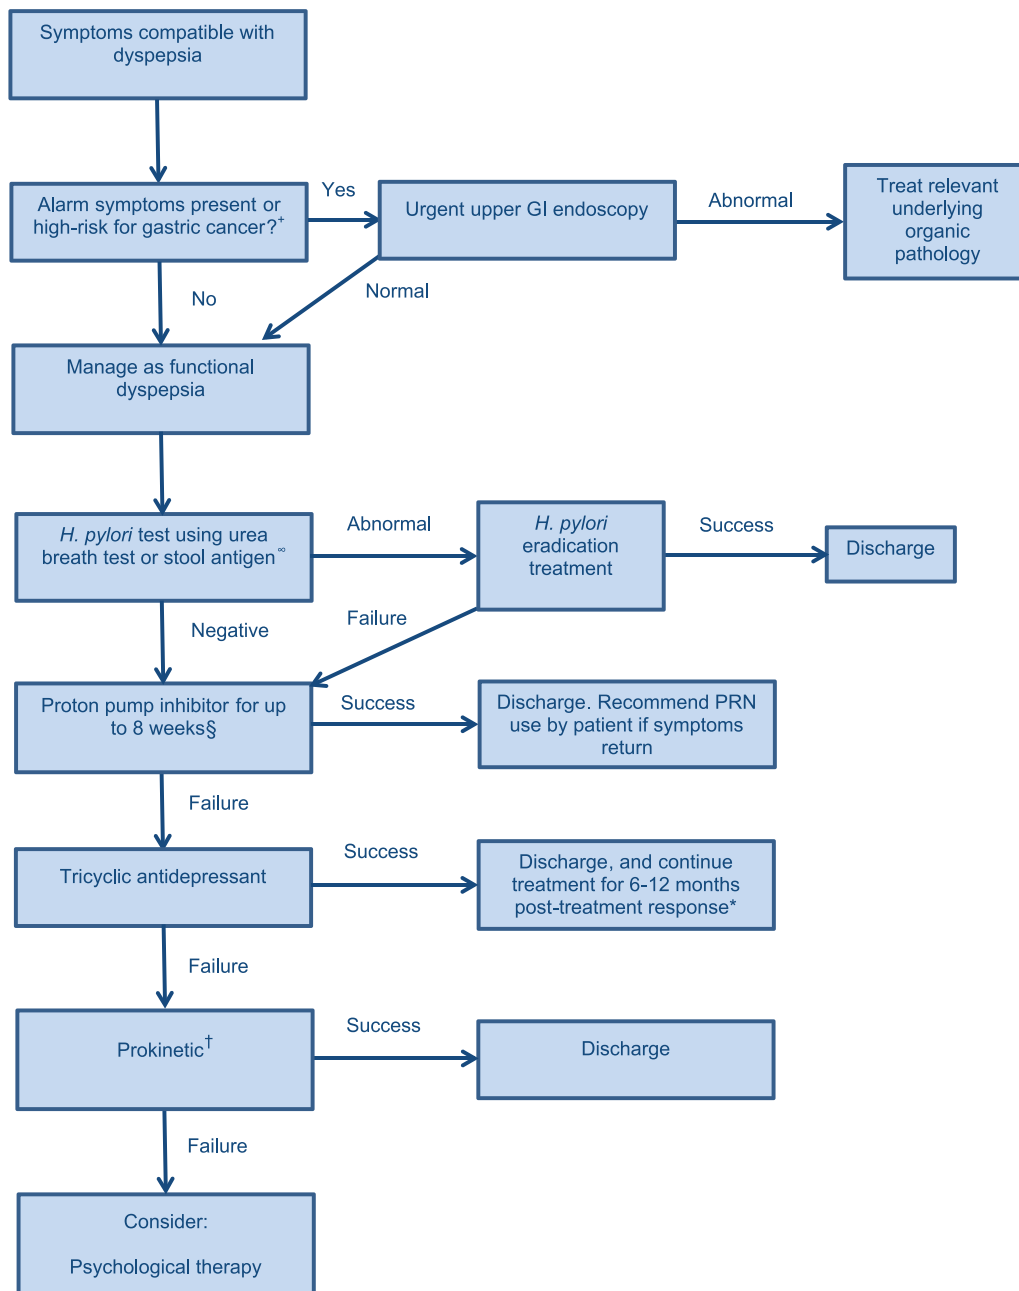 Symptoms compatible with
dyspepsia
Alarm symptoms present or
high-risk for gastric cancer?⁺
Yes
Urgent upper GI endoscopy
Abnormal
Treat relevant
underlying
organic
pathology
No
Normal
Manage as functional
dyspepsia
H. pylori test using urea
breath test or stool antigen∞
Abnormal
H. pylori
eradication
treatment
Success
Discharge
Negative
Failure
Proton pump inhibitor for up
to 8 weeks§
Success
Discharge. Recommend PRN
use by patient if symptoms
return
Failure
Tricyclic antidepressant
Success
Discharge, and continue
treatment for 6-12 months
post-treatment response*
Failure
Prokinetic†
Success
Discharge
Failure
Consider:
Psychological therapy